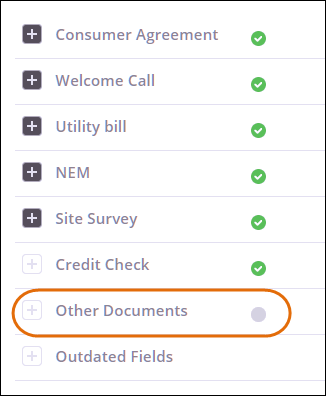 Consumer Agreement
Welcome Call
Utility bill
NEM
Site Survey
Credit Check
Other Documents
Outdated Fields